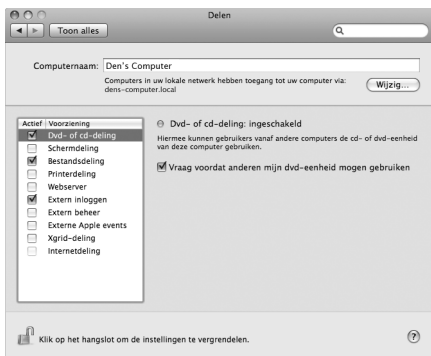 Delen
Toon alles
Computernaam: Den's Computer
Computers in uw lokale netwerk hebben toegang tot uw computer via:
dens-computer.local
Wijzig...
Actief Voorziening
Dvd- of cd-deling
Schermdeling
Bestandsdeling
Printerdeling
Webserver
Extern inloggen
Extern beheer
Externe Apple events
Xgrid-deling
Internetdeling
Dvd- of cd-deling: ingeschakeld
Hiermee kunnen gebruikers vanaf andere computers de cd- of dvd-eenheid
van deze computer gebruiken.
Vraag voordat anderen mijn dvd-eenheid mogen gebruiken
Klik op het hangslot om de instellingen te vergrendelen.
?